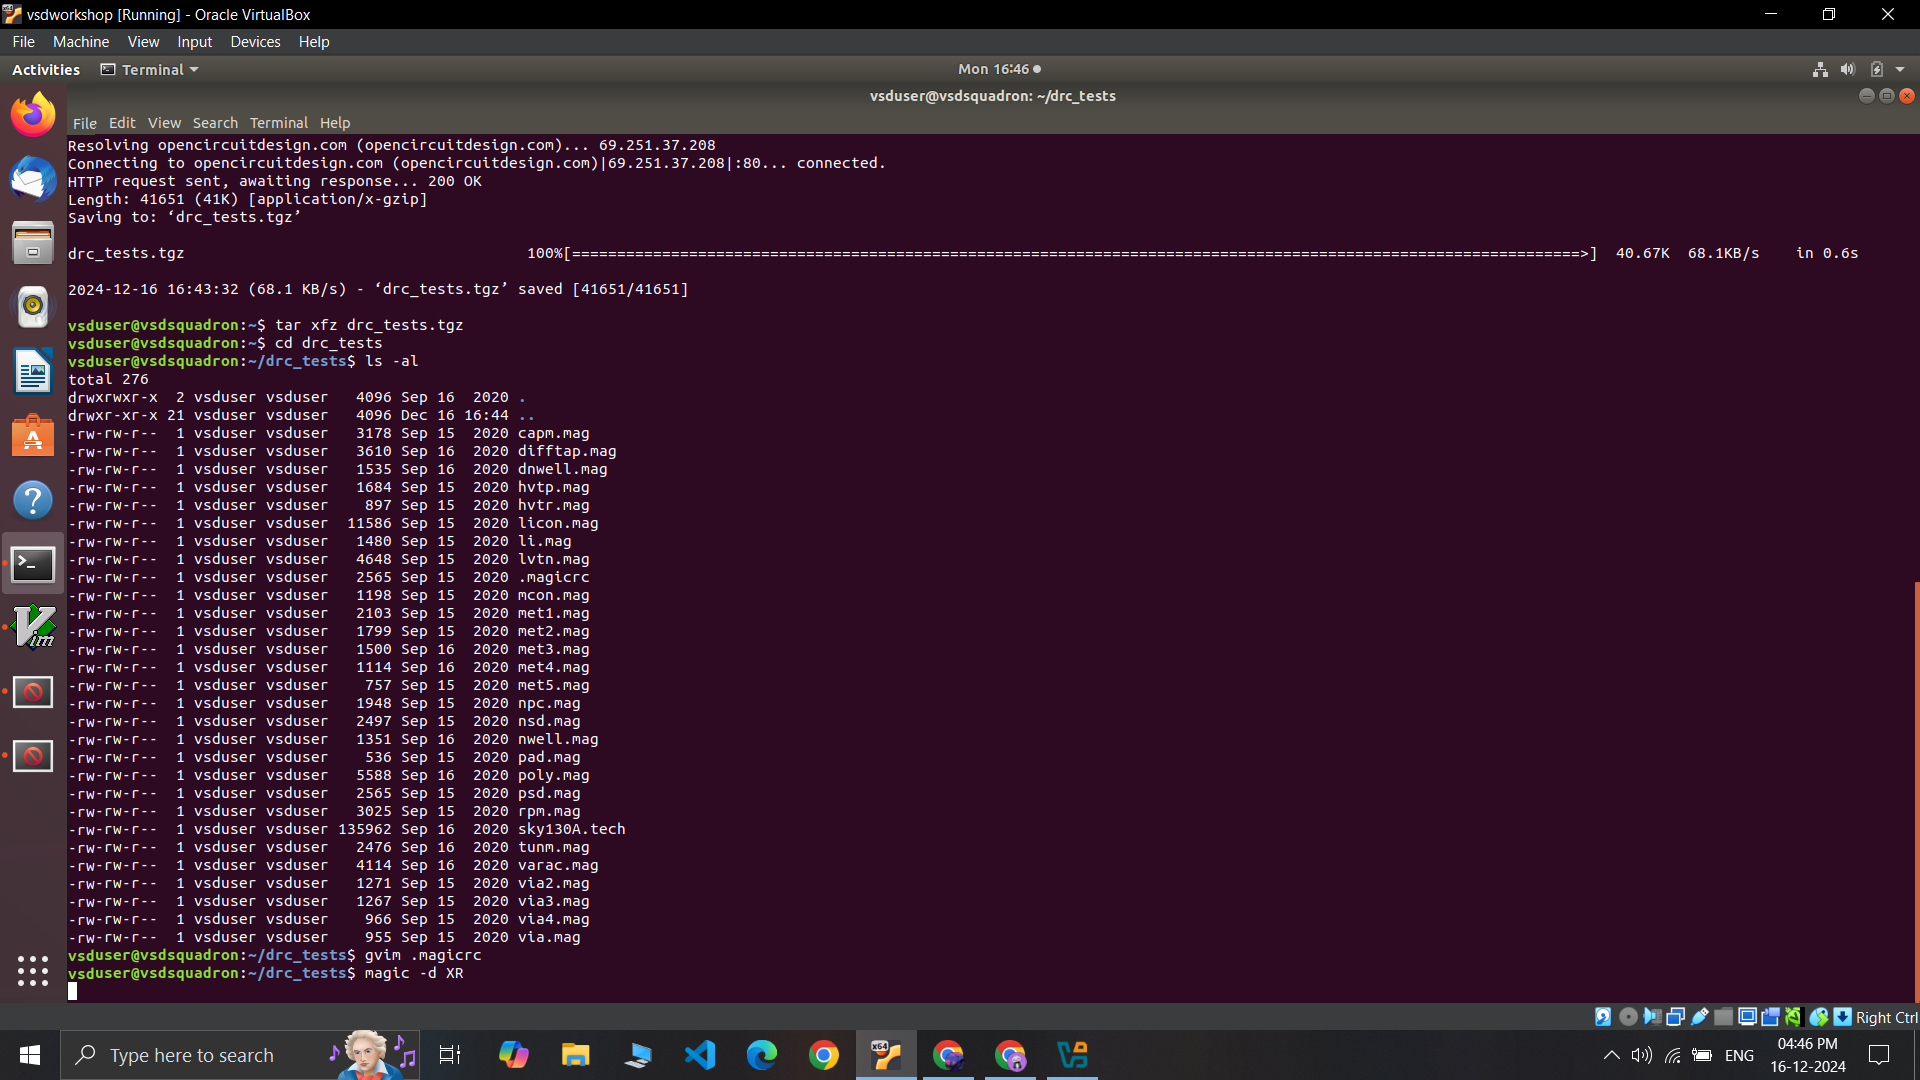 vsdworkshop [Running] - Oracle VirtualBox
File Machine View Input Devices Help
Activities Terminal Mon 16:46
vsduser@vsdsquadron: ~/drc_tests
File Edit View Search Terminal Help
Resolving opencircuitdesign.com (opencircuitdesign.com)... 69.251.37.208
Connecting to opencircuitdesign.com (opencircuitdesign.com)|69.251.37.208|:80... connected.
HTTP request sent, awaiting response... 200 OK
Length: 41651 (41K) [application/x-gzip]
Saving to: ‘drc_tests.tgz’
drc_tests.tgz 100%[================================================================================================================>] 40.67K 68.1KB/s in 0.6s
2024-12-16 16:43:32 (68.1 KB/s) - ‘drc_tests.tgz’ saved [41651/41651]
vsduser@vsdsquadron:~$ tar xfz drc_tests.tgz
vsduser@vsdsquadron:~$ cd drc_tests
vsduser@vsdsquadron:~/drc_tests$ ls -al
total 276
drwxrwxr-x 2 vsduser vsduser 4096 Sep 16 2020 .
drwxr-xr-x 21 vsduser vsduser 4096 Dec 16 16:44 ..
-rw-rw-r-- 1 vsduser vsduser 3178 Sep 15 2020 capm.mag
-rw-rw-r-- 1 vsduser vsduser 3610 Sep 16 2020 difftap.mag
-rw-rw-r-- 1 vsduser vsduser 1535 Sep 16 2020 dnwell.mag
-rw-rw-r-- 1 vsduser vsduser 1684 Sep 15 2020 hvtp.mag
-rw-rw-r-- 1 vsduser vsduser 897 Sep 15 2020 hvtr.mag
-rw-rw-r-- 1 vsduser vsduser 11586 Sep 15 2020 licon.mag
-rw-rw-r-- 1 vsduser vsduser 1480 Sep 15 2020 li.mag
-rw-rw-r-- 1 vsduser vsduser 4648 Sep 15 2020 lvtn.mag
-rw-rw-r-- 1 vsduser vsduser 2565 Sep 15 2020 .magicrc
-rw-rw-r-- 1 vsduser vsduser 1198 Sep 15 2020 mcon.mag
-rw-rw-r-- 1 vsduser vsduser 2103 Sep 15 2020 met1.mag
-rw-rw-r-- 1 vsduser vsduser 1799 Sep 15 2020 met2.mag
-rw-rw-r-- 1 vsduser vsduser 1500 Sep 16 2020 met3.mag
-rw-rw-r-- 1 vsduser vsduser 1114 Sep 16 2020 met4.mag
-rw-rw-r-- 1 vsduser vsduser 757 Sep 15 2020 met5.mag
-rw-rw-r-- 1 vsduser vsduser 1948 Sep 15 2020 npc.mag
-rw-rw-r-- 1 vsduser vsduser 2497 Sep 15 2020 nsd.mag
-rw-rw-r-- 1 vsduser vsduser 1351 Sep 16 2020 nwell.mag
-rw-rw-r-- 1 vsduser vsduser 536 Sep 15 2020 pad.mag
-rw-rw-r-- 1 vsduser vsduser 5588 Sep 16 2020 poly.mag
-rw-rw-r-- 1 vsduser vsduser 2565 Sep 15 2020 psd.mag
-rw-rw-r-- 1 vsduser vsduser 3025 Sep 15 2020 rpm.mag
-rw-rw-r-- 1 vsduser vsduser 135962 Sep 16 2020 sky130A.tech
-rw-rw-r-- 1 vsduser vsduser 2476 Sep 16 2020 tunm.mag
-rw-rw-r-- 1 vsduser vsduser 4114 Sep 16 2020 varac.mag
-rw-rw-r-- 1 vsduser vsduser 1271 Sep 15 2020 via2.mag
-rw-rw-r-- 1 vsduser vsduser 1267 Sep 15 2020 via3.mag
-rw-rw-r-- 1 vsduser vsduser 966 Sep 15 2020 via4.mag
-rw-rw-r-- 1 vsduser vsduser 955 Sep 15 2020 via.mag
vsduser@vsdsquadron:~/drc_tests$ gvim .magicrc
vsduser@vsdsquadron:~/drc_tests$ magic -d XR
Right Ctrl
Type here to search
ENG
04:46 PM
16-12-2024